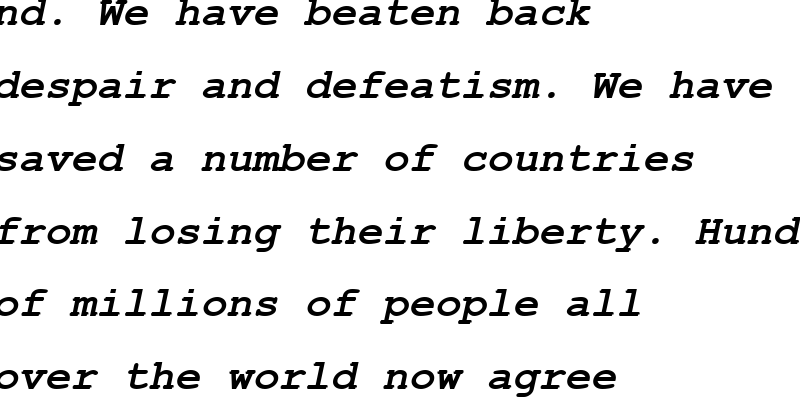 nd. We have beaten back
despair and defeatism. We have
saved a number of countries
from losing their liberty. Hund
of millions of people all
over the world now agree